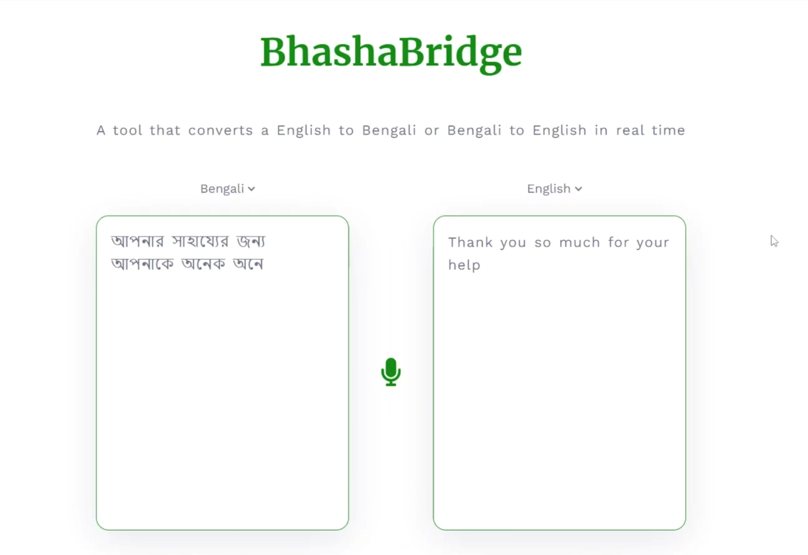 BhashaBridge
A tool that converts a English to Bengali or Bengali to English in real time
Bengali
English
আপনার সাহায্যের জন্য
আপনাকে অনেক অনে
Thank you so much for your
help